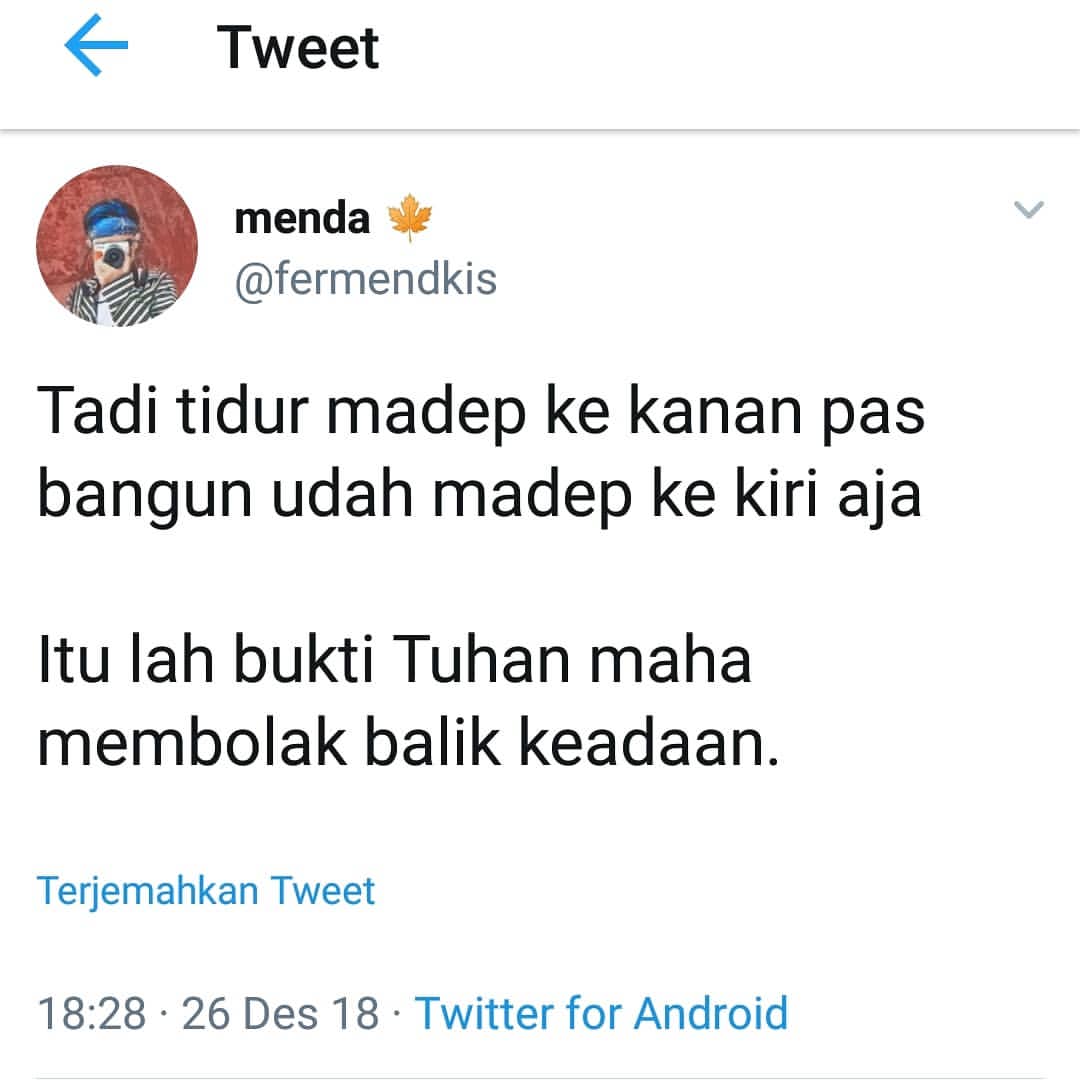 Tweet
menda 🍁
@fermendkis
Tadi tidur madep ke kanan pas
bangun udah madep ke kiri aja
Itu lah bukti Tuhan maha
membolak balik keadaan.
Terjemahkan Tweet
18:28 · 26 Des 18 · Twitter for Android